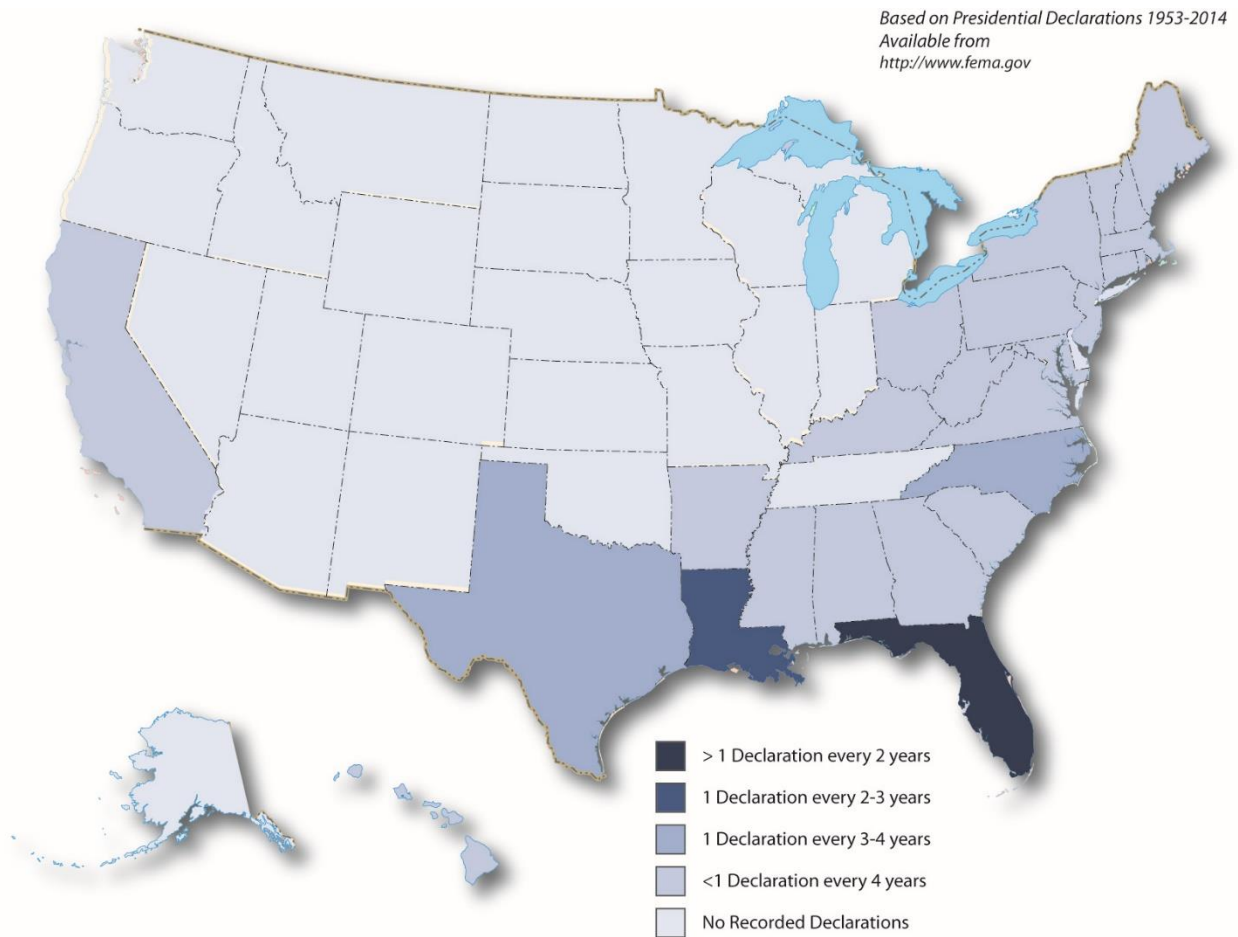 Based on Presidential Declarations 1953-2014
Available from
http://www.fema.gov
> 1 Declaration every 2 years
1 Declaration every 2-3 years
1 Declaration every 3-4 years
<1 Declaration every 4 years
No Recorded Declarations